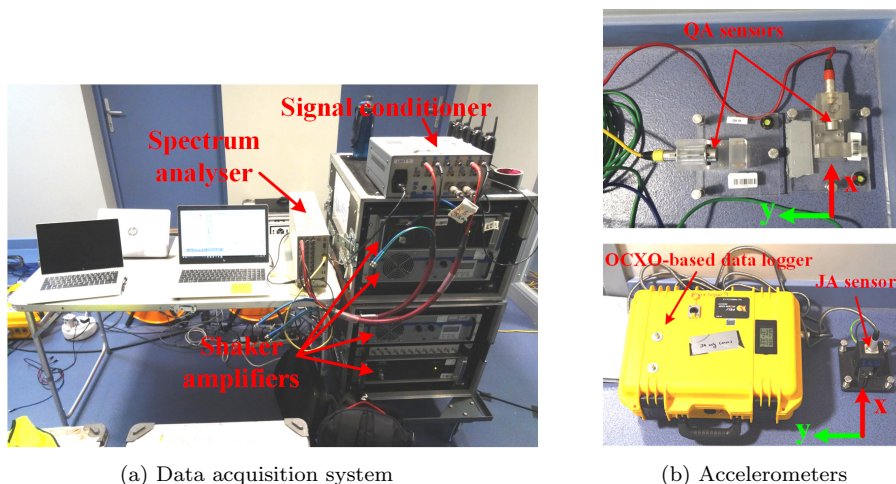 Signal conditioner
Spectrum
analyser
Shaker
amplifiers
QA sensors
x
y
OCXO-based data logger
JA sensor
x
y
(a) Data acquisition system
(b) Accelerometers